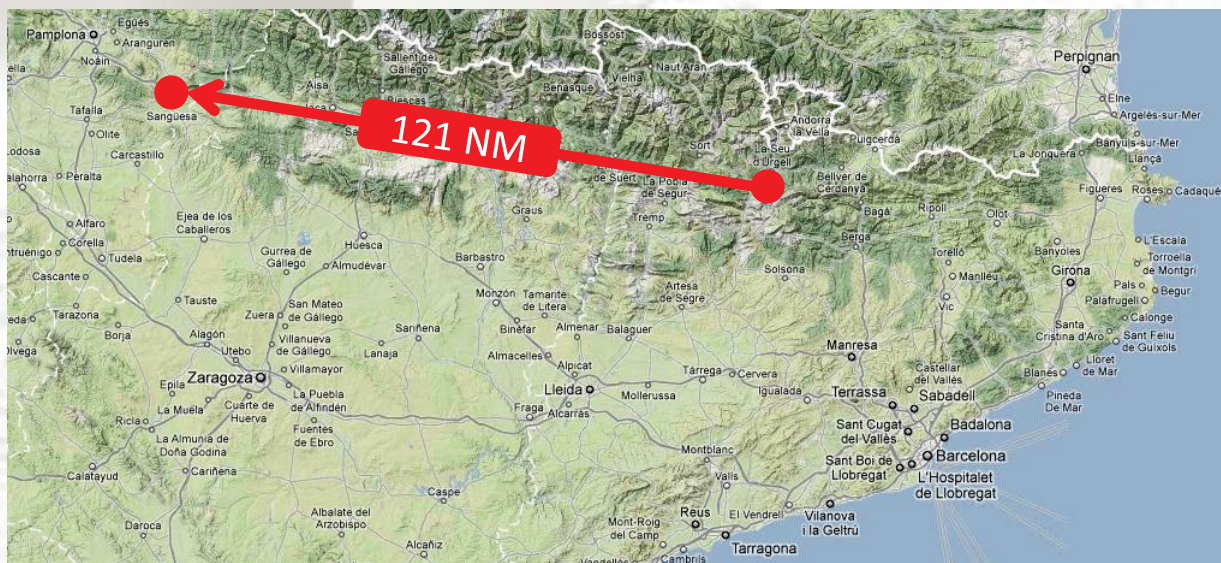 Egüés
Pamplona
Aranguren
Noáin
Bossòst
Sallent de
Gállego
Vielha
Naut Aran
Perpignan
Aisa
Benasque
Biescas
Elne
Argelès-sur-Mer
Tafalla
Sangüesa
Olite
121 NM
Sort
Andorra
la Vella
La Seu
d'Urgell
Puigcerdà
Banyuls-sur-Mer
La Jonquera
Llançà
Lodosa
Carcastillo
de Suert
La Pobla
de Segur
Bellver de
Cerdanya
Peralta
Figueres
Roses
Cadaqué
Graus
Tremp
Bagà
Ripoll
Olot
Ejea de los
Caballeros
Alfaro
Corella
Tudela
Huesca
Berga
Banyoles
L'Escala
Gurrea de
Gállego
Almudévar
Barbastro
Torelló
Manlleu
Girona
Torroella
de Montgrí
Cascante
Solsona
Pals
Begur
Tauste
San Mateo
de Gállego
Monzón
Tamarite
de Litera
Artesa
de Segre
Vic
Palafrugell
Tarazona
Zuera
Calonge
Borja
Alagón
Villanueva
de Gállego
Sariñena
Binéfar
Almenar
Balaguer
Santa
Cristina d'Aro
Sant Feliu
de Guíxols
Utebo
Lanaja
Almacelles
Manresa
Villamayor
Alpicat
Tàrrega
Cervera
Castellar
del Vallès
Blanes
Lloret
de Mar
Zaragoza
Epila
La Muela
Cuarte de
Huerva
La Puebla
de Alfindén
Lleida
Mollerussa
Igualada
Terrassa
Sabadell
Pineda
De Mar
Ricla
Fuentes
de Ebro
Fraga
Alcarràs
Sant Cugat
del Vallès
Badalona
La Almunia de
Doña Godina
Montblanc
Sant Boi de
Llobregat
Barcelona
Calatayud
Cariñena
Valls
L'Hospitalet
de Llobregat
Caspe
Daroca
Albalate del
Arzobispo
Reus
El Vendrell
Vilanova
i la Geltrú
Mont-Roig
del Camp
Alcañiz
Tarragona
Cambrils